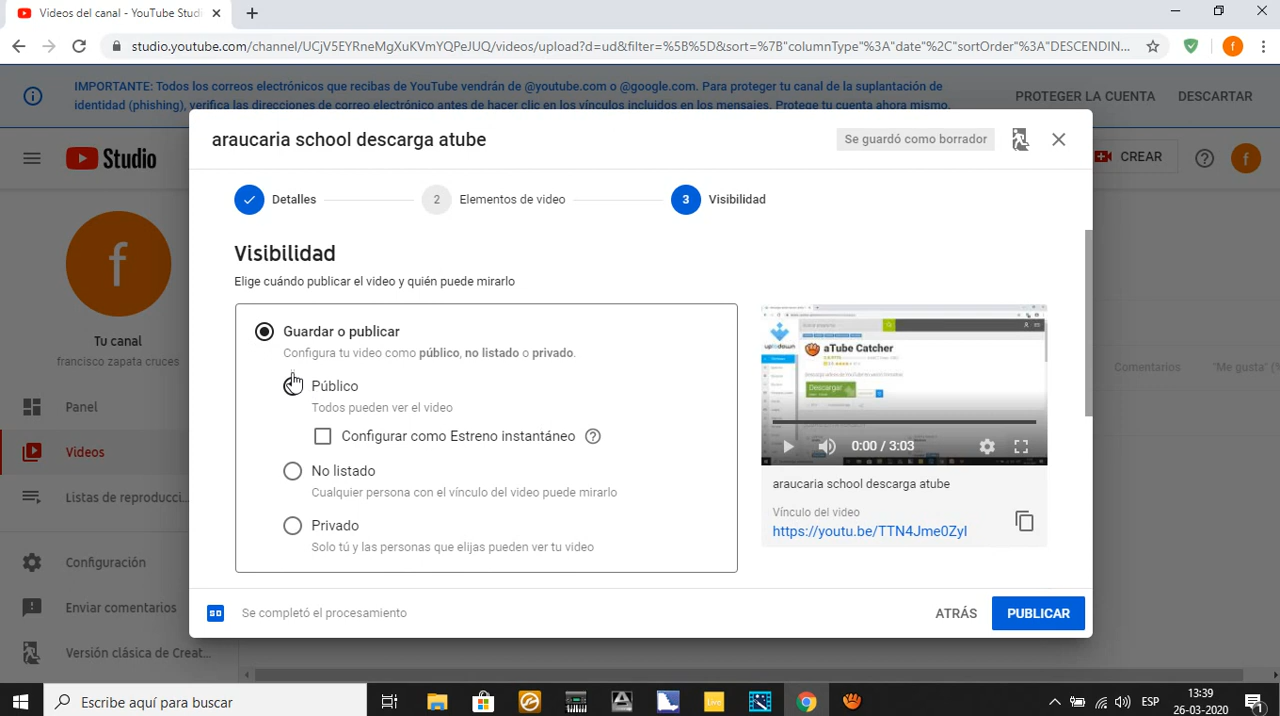 Videos del canal - YouTube Studi
studio.youtube.com/channel/UCjV5EYRneMgXuKVmYQPeJUQ/videos/upload?d=ud&filter=%5B%5D&sort=%7B"columnType"%3A"date"%2C"sortOrder"%3A"DESCENDIN...
f
IMPORTANTE: Todos los correos electrónicos que recibas de YouTube vendrán de @youtube.com o @google.com. Para proteger tu canal de la suplantación de
identidad (phishing), verifica las direcciones de correo electrónico antes de hacer clic en los vínculos incluidos en los mensajes. Protege tu cuenta ahora mismo.
PROTEGER LA CUENTA
DESCARTAR
Studio
CREAR
f
araucaria school descarga atube
Se guardó como borrador
Detalles
2 Elementos de video
3 Visibilidad
f
Tu canal
francisco zapata cruces
Panel
Videos
Listas de reproducci...
Configuración
Enviar comentarios
Versión clásica de Creat...
Visibilidad
Elige cuándo publicar el video y quién puede mirarlo
Guardar o publicar
Configura tu video como público, no listado o privado.
Público
Todos pueden ver el video
Configurar como Estreno instantáneo
No listado
Cualquier persona con el vínculo del video puede mirarlo
Privado
Solo tú y las personas que elijas pueden ver tu video
aTube Catcher
Descargar
0:00 / 3:03
araucaria school descarga atube
Vínculo del video
https://youtu.be/TTN4Jme0ZyI
Comentarios
Me gusta" (
SD Se completó el procesamiento
ATRÁS
PUBLICAR
Escribe aquí para buscar
ESP
13:39
26-03-2020
1